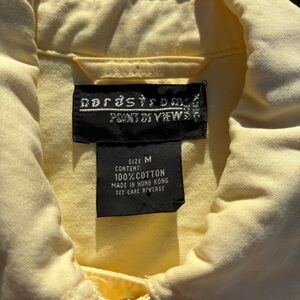 nordstrom
POINT OF VIEW
SIZE M
CONTENT
100% COTTON
MADE IN HONG KONG
SEE CARE REVERSE